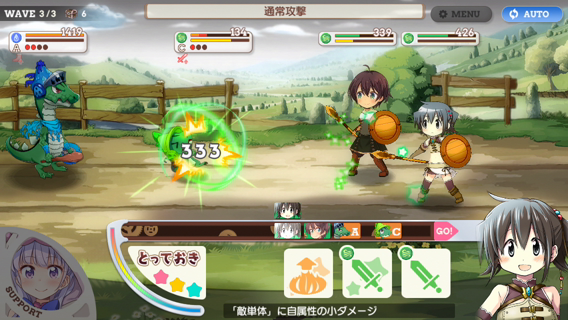 WAVE 3/3 6
通常攻撃
MENU
AUTO
1419
134
339
426
A
C
333
A
C
GO!
とっておき
SUPPORT
「敵単体」に自属性の小ダメージ